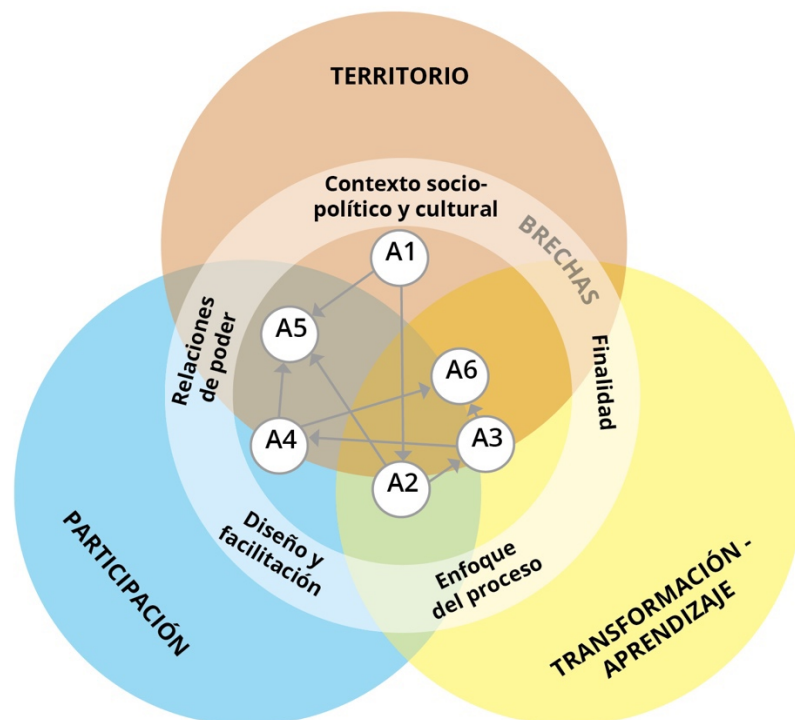 TERRITORIO
Contexto socio-
político y cultural
BRECHAS
A1
A5
Relaciones
de poder
A6
Finalidad
A4
A3
A2
Diseño y
facilitación
Enfoque
del proceso
PARTICIPACIÓN
TRANSFORMACIÓN -
APRENDIZAJE